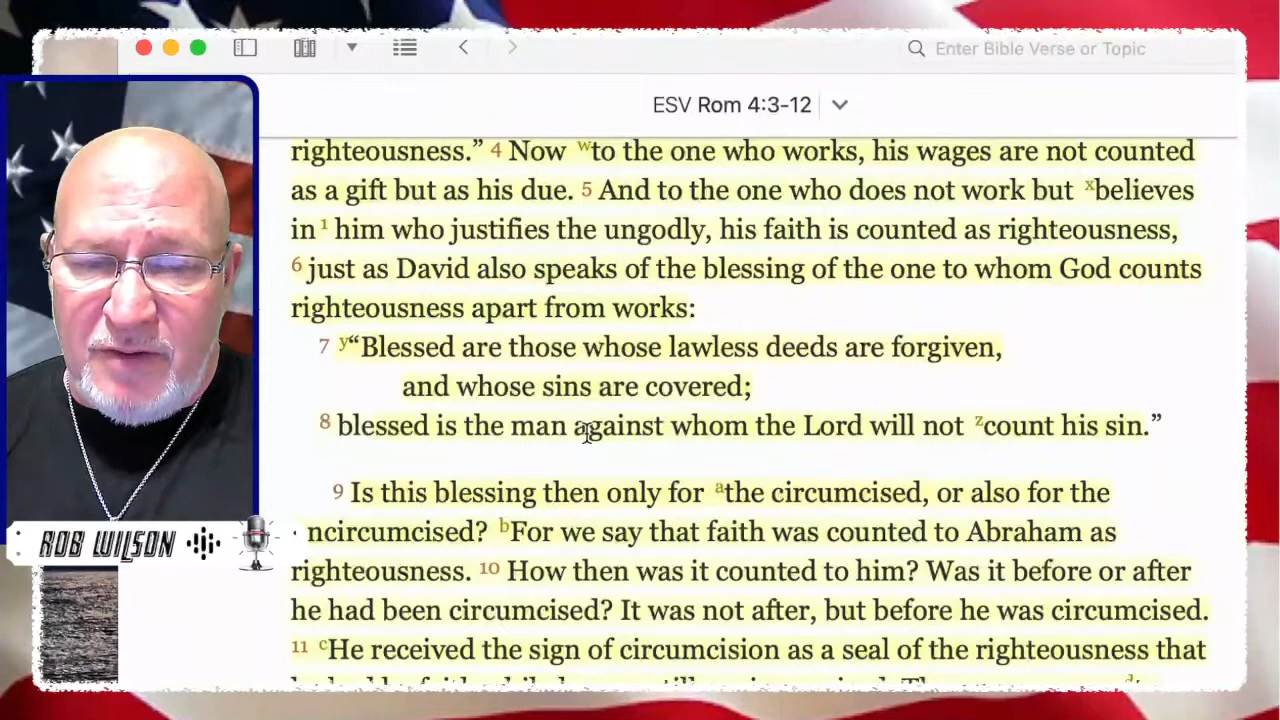 Enter Bible Verse or Topic
ESV Rom 4:3-12
righteousness.” 4 Now wto the one who works, his wages are not counted
as a gift but as his due. 5 And to the one who does not work but xbelieves
in1 him who justifies the ungodly, his faith is counted as righteousness,
6 just as David also speaks of the blessing of the one to whom God counts
righteousness apart from works:
7 y“Blessed are those whose lawless deeds are forgiven,
and whose sins are covered;
8 blessed is the man against whom the Lord will not zcount his sin.”
9 Is this blessing then only for athe circumcised, or also for the
ncircumcised? bFor we say that faith was counted to Abraham as
righteousness. 10 How then was it counted to him? Was it before or after
he had been circumcised? It was not after, but before he was circumcised.
11 cHe received the sign of circumcision as a seal of the righteousness that
ROB WILSON